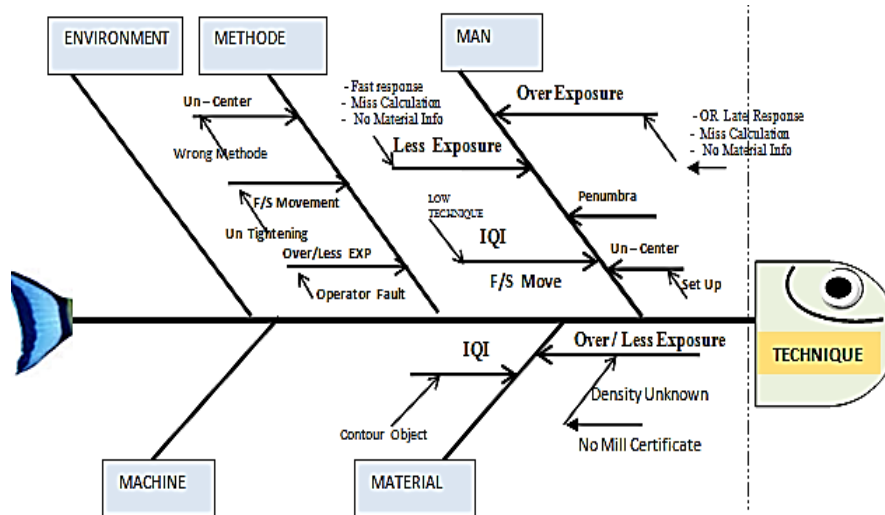 ENVIRONMENT
METHODE
MAN
Un-Center
Wrong Methode
F/S Movement
Un Tightening
Over/Less EXP
Operator Fault
- Fast response
- Miss Calculation
- No Material Info
Less Exposure
Over Exposure
- OR Late Response
- Miss Calculation
- No Material Info
LOW
TECHNIQUE
IQI
F/S Move
Penumbra
Un-Center
Set Up
TECHNIQUE
IQI
Contour Object
Over / Less Exposure
Density Unknown
No Mill Certificate
MACHINE
MATERIAL